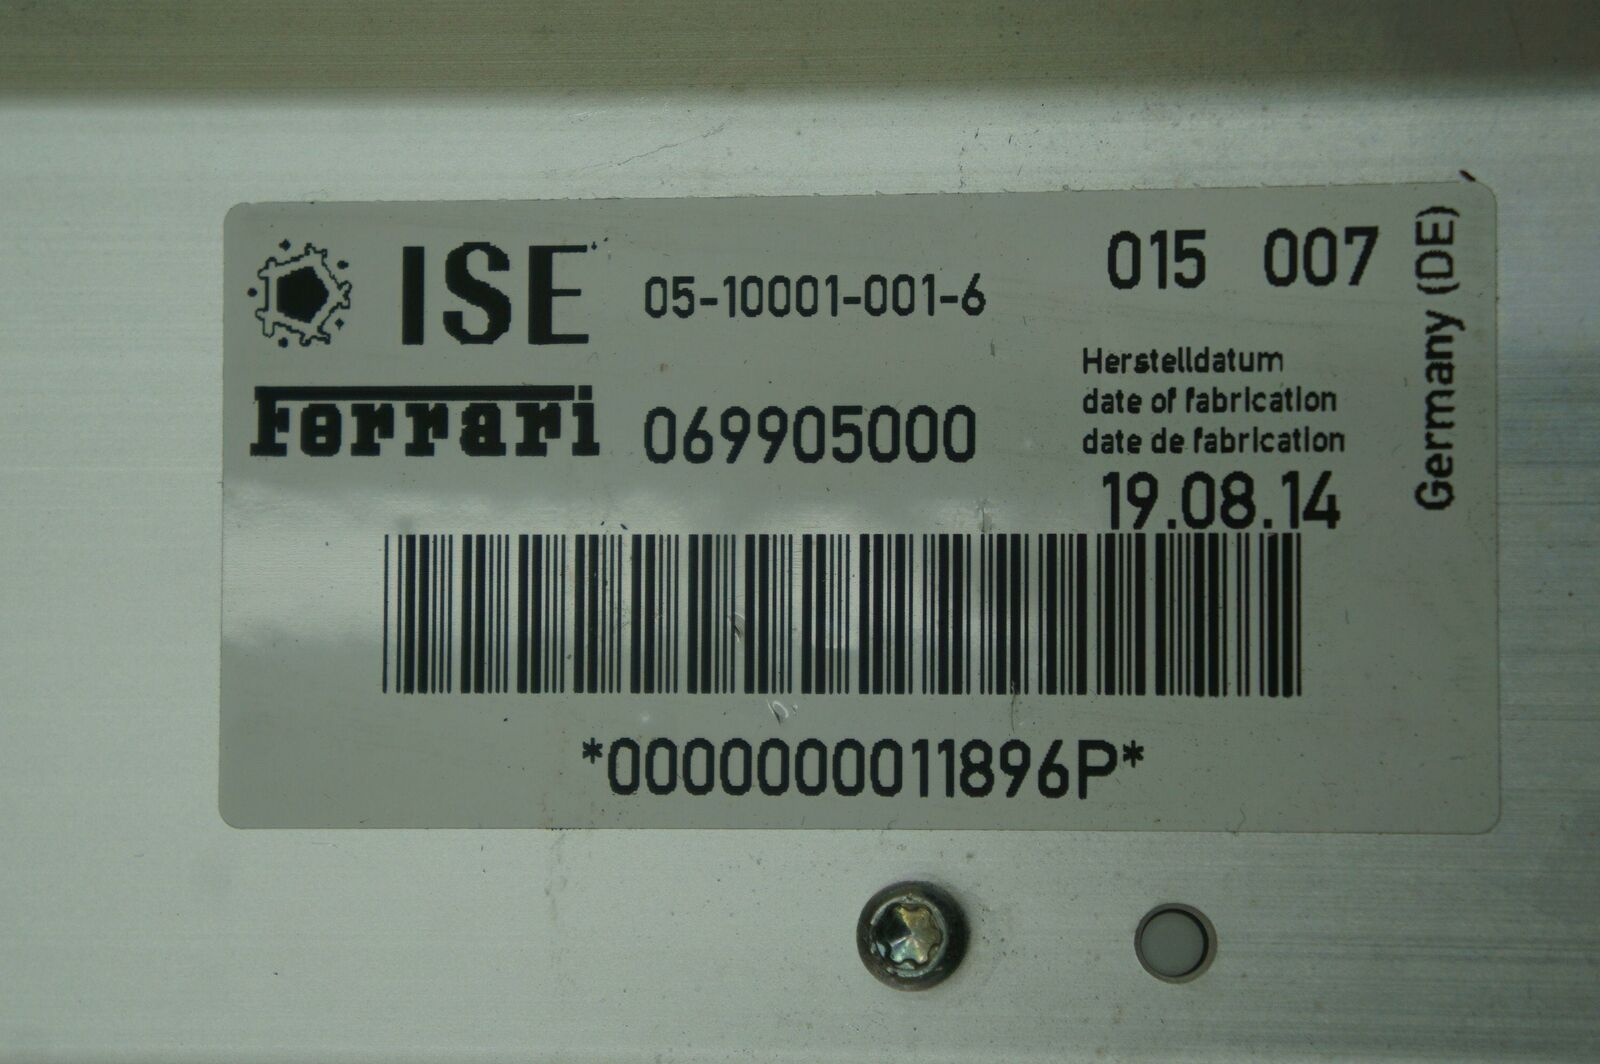 ISE 05-10001-001-6
015 007
Ferrari 069905000
Herstelldatum
date of fabrication
date de fabrication
19.08.14
Germany (DE)
*0000000011896P*